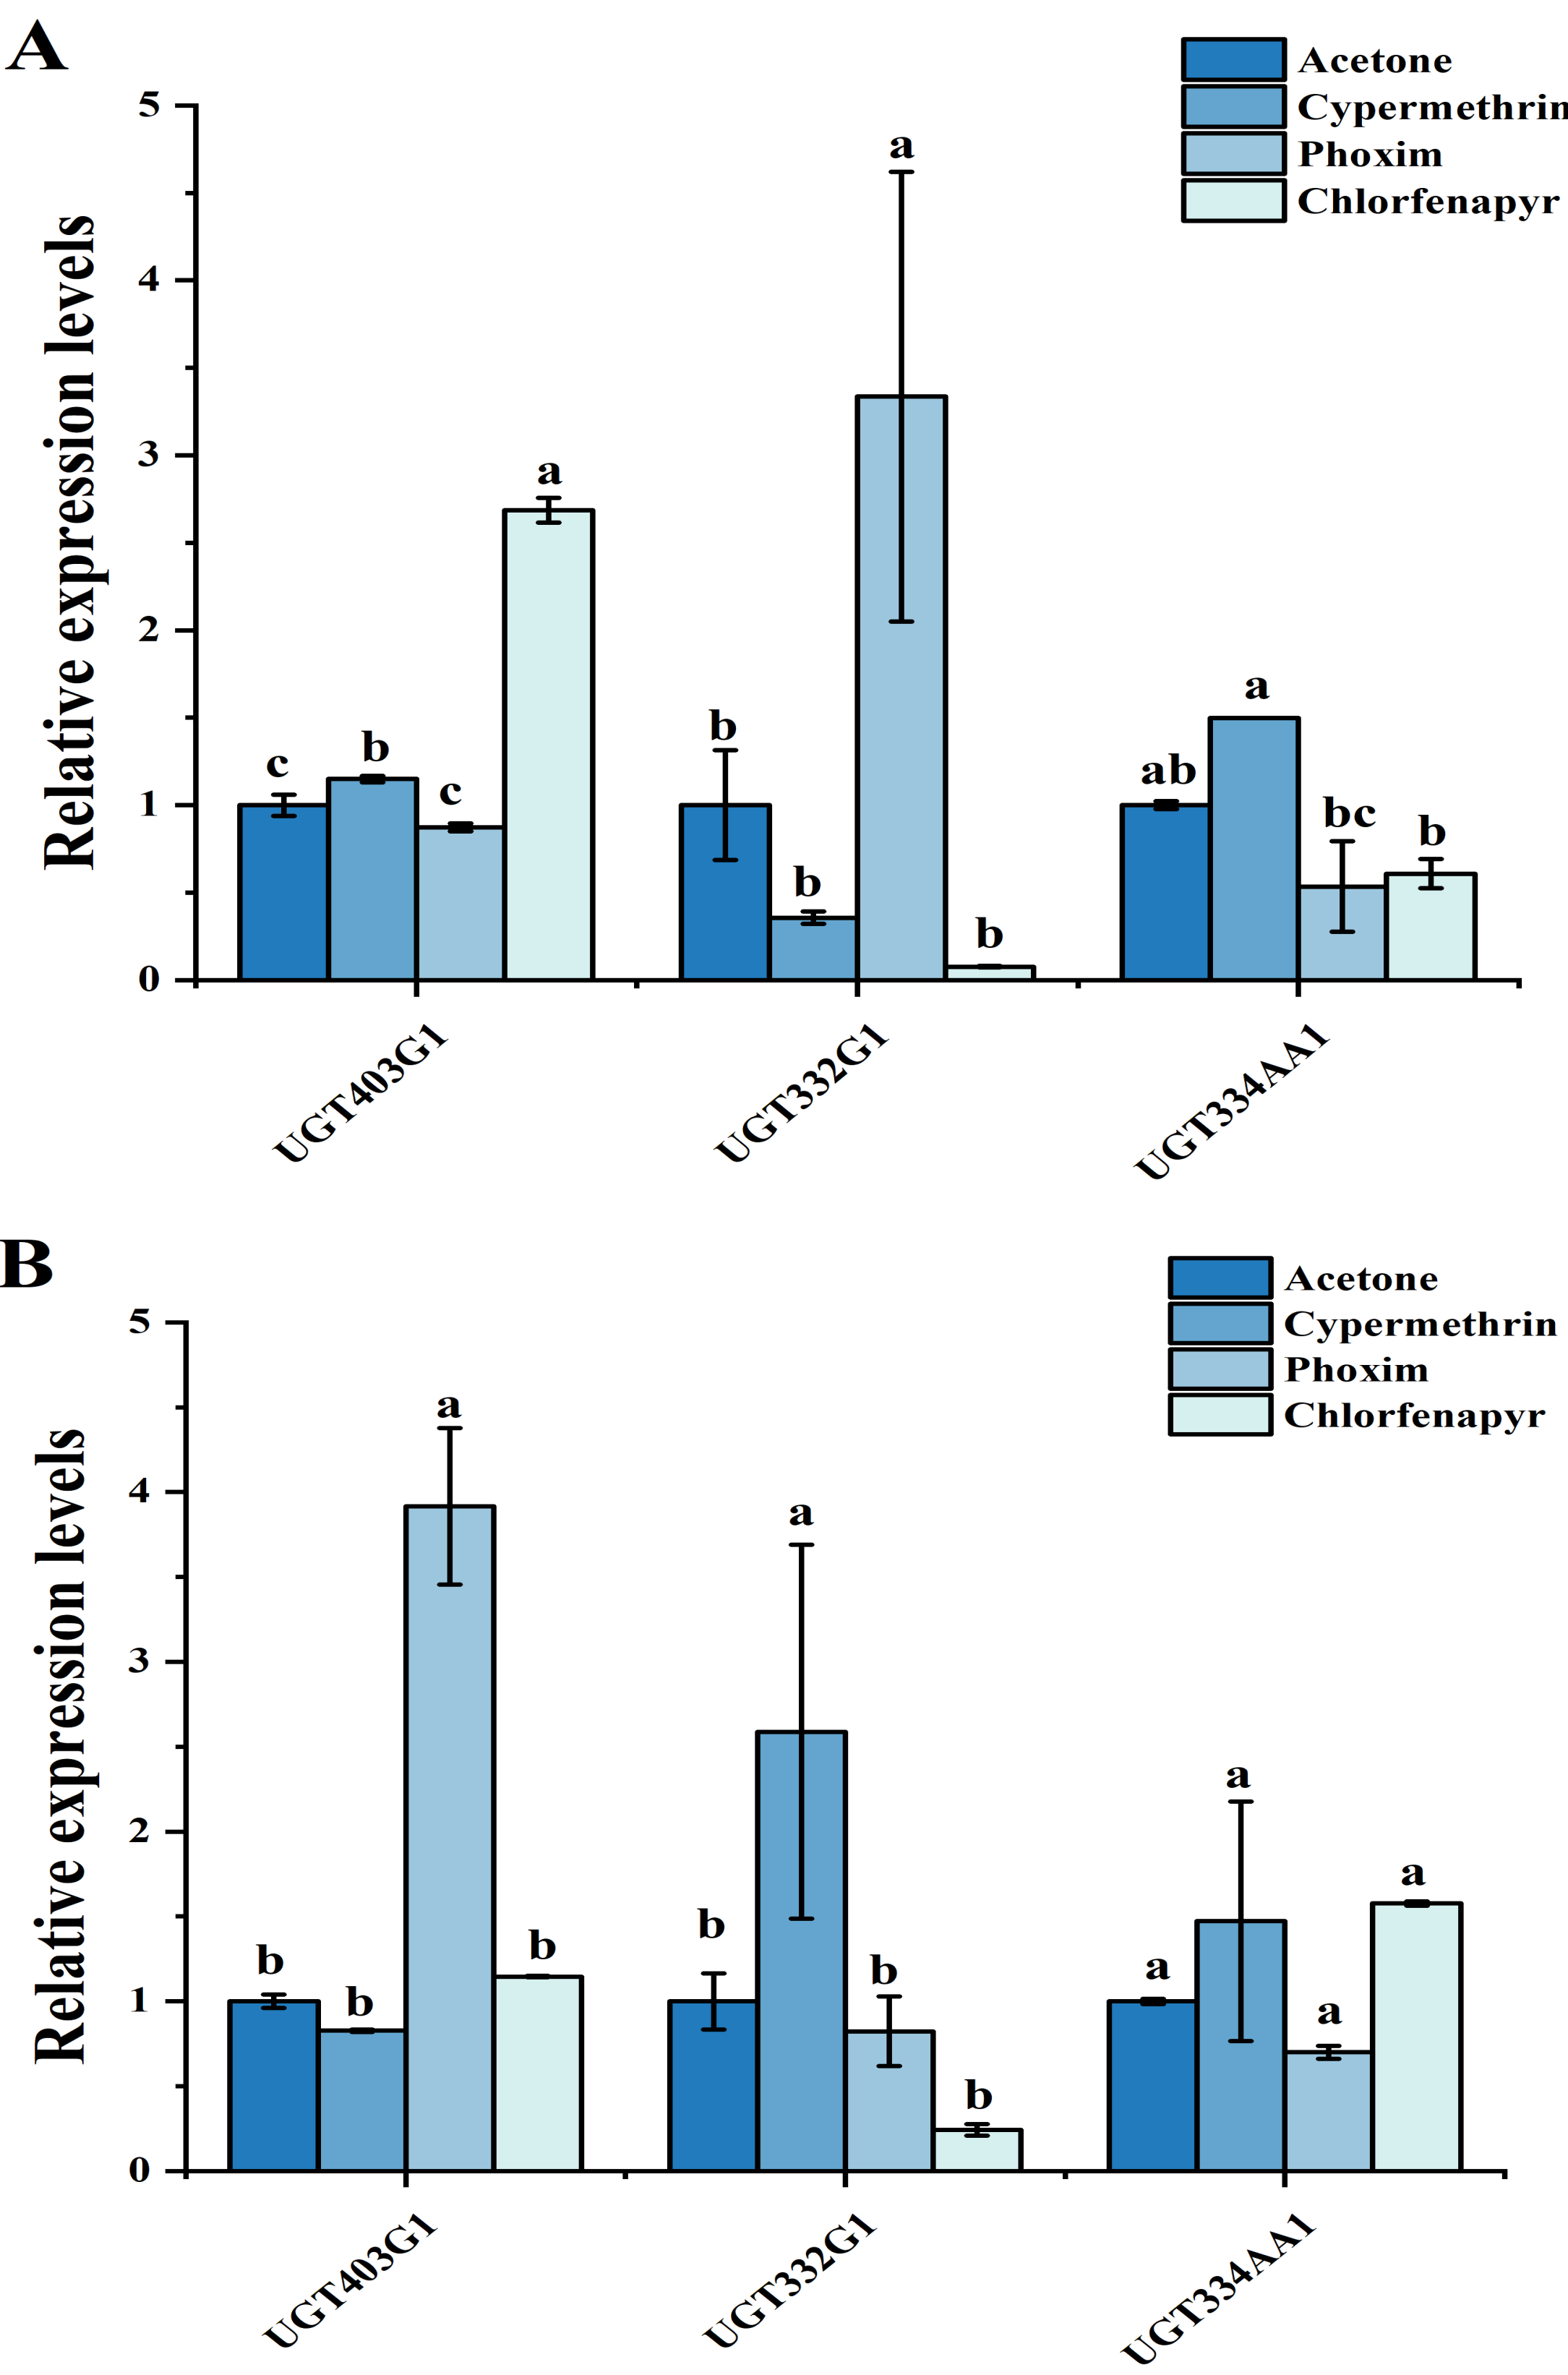 A
Acetone
Cypermethrin
Phoxim
Chlorfenapyr
Relative expression levels
5
4
3
2
1
0
c
b
c
a
b
b
a
b
ab
a
bc
b
UGT403G1
UGT332G1
UGT334AA1
B
Acetone
Cypermethrin
Phoxim
Chlorfenapyr
Relative expression levels
5
4
3
2
1
0
b
b
a
b
b
a
b
b
a
a
a
a
UGT403G1
UGT332G1
UGT334AA1